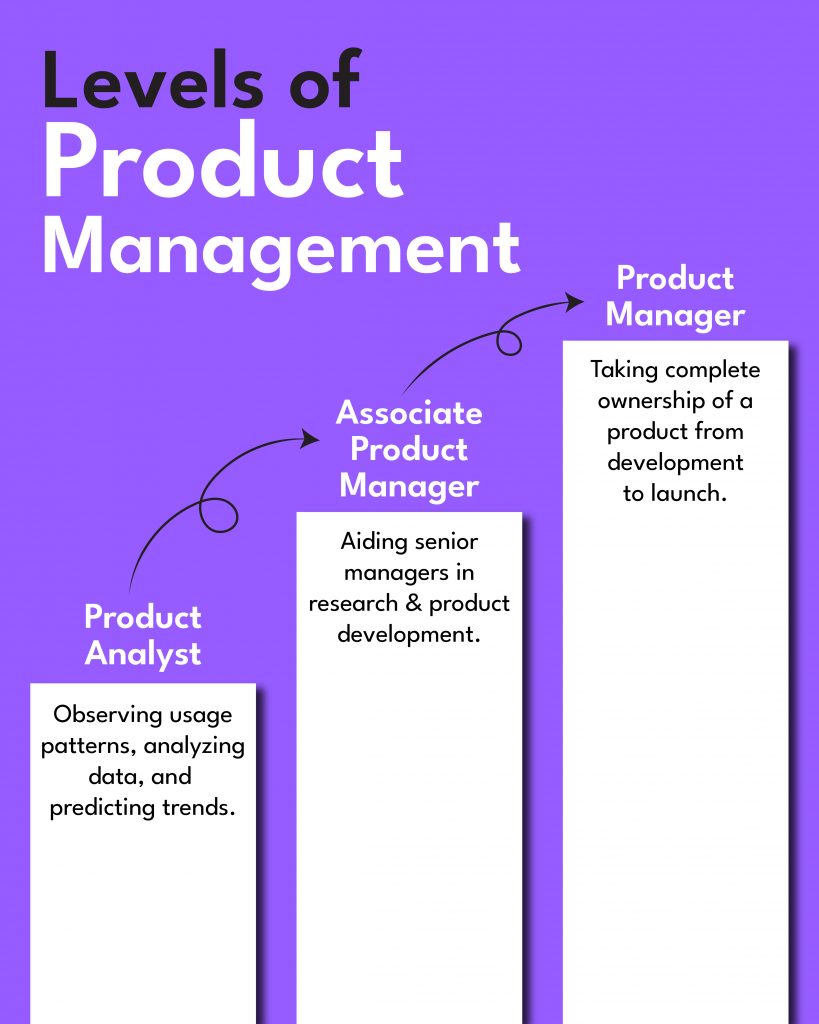 Levels of
Product
Management
Product
Analyst
Observing usage
patterns, analyzing
data, and
predicting trends.
Associate
Product
Manager
Aiding senior
managers in
research & product
development.
Product
Manager
Taking complete
ownership of a
product from
development
to launch.